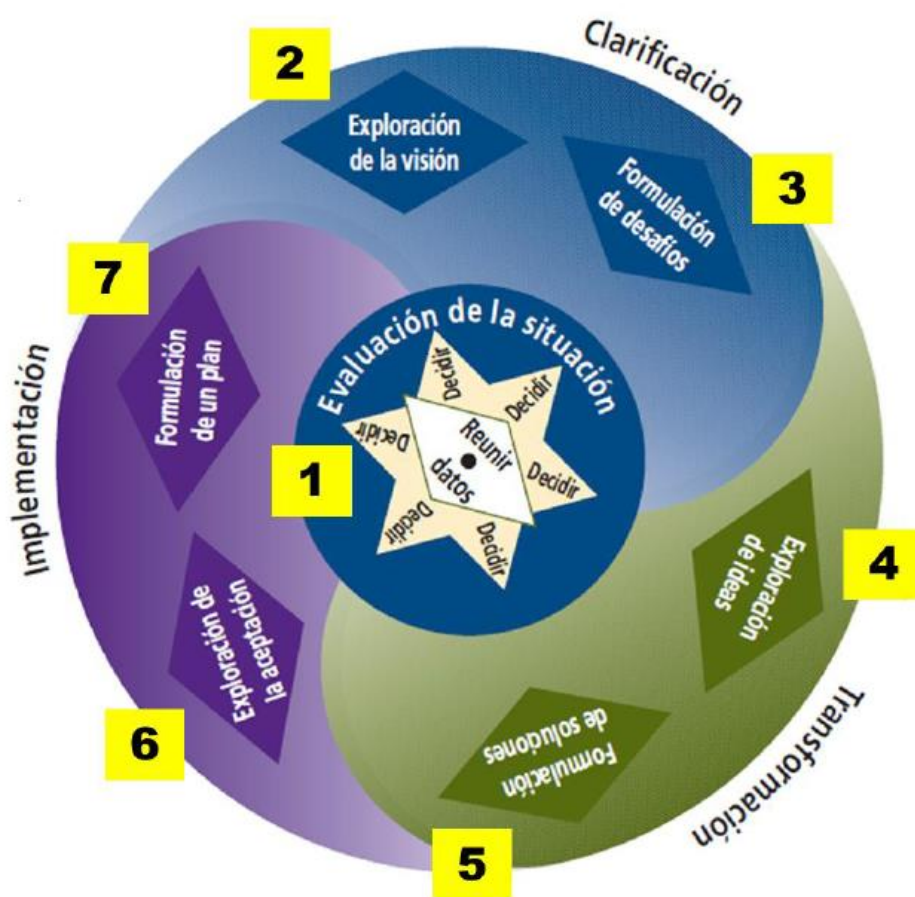 Clarificación
2
Exploración
de la visión
3
Formulación
de desafíos
7
Formulación
de un plan
Implementación
Evaluación de la situación
1
Decidir
Decidir
Decidir
Decidir
Decidir
Decidir
Reunir
datos
4
Exploración
de ideas
Transformación
5
Formulación
de soluciones
6
Exploración de
la aceptación